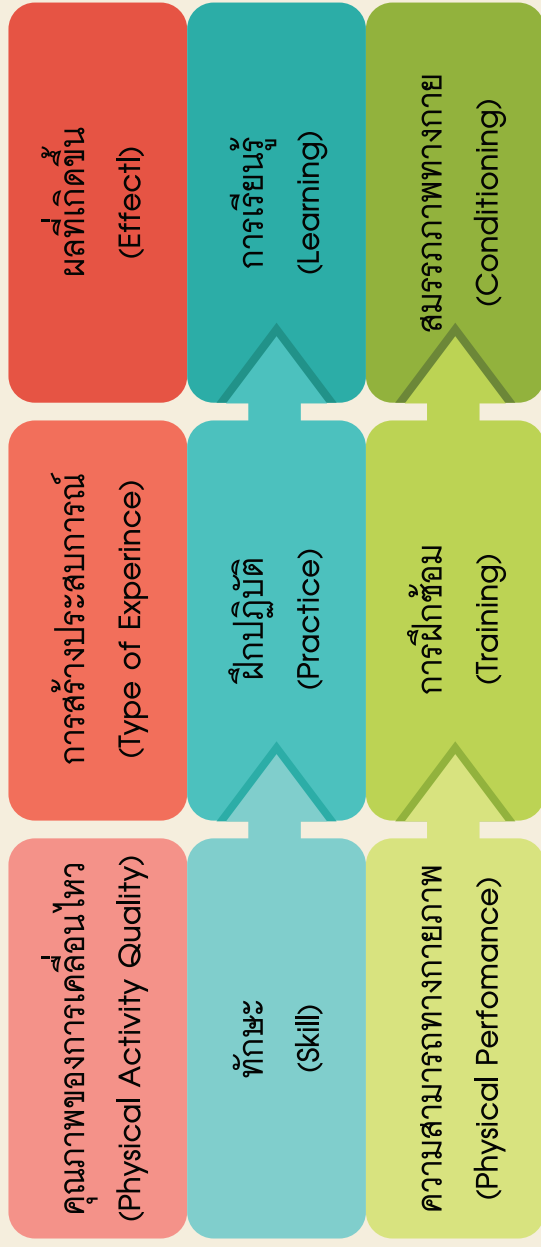 คุณภาพของการเคลื่อนไหว
(Physical Activity Quality)
การสร้างประสบการณ์
(Type of Experince)
ผลที่เกิดขึ้น
(Effectl)
ทักษะ
(Skill)
ฝึกปฏิบัติ
(Practice)
การเรียนรู้
(Learning)
ความสามารถทางกายภาพ
(Physical Perfomance)
การฝึกซ้อม
(Training)
สมรรถภาพทางกาย
(Conditioning)